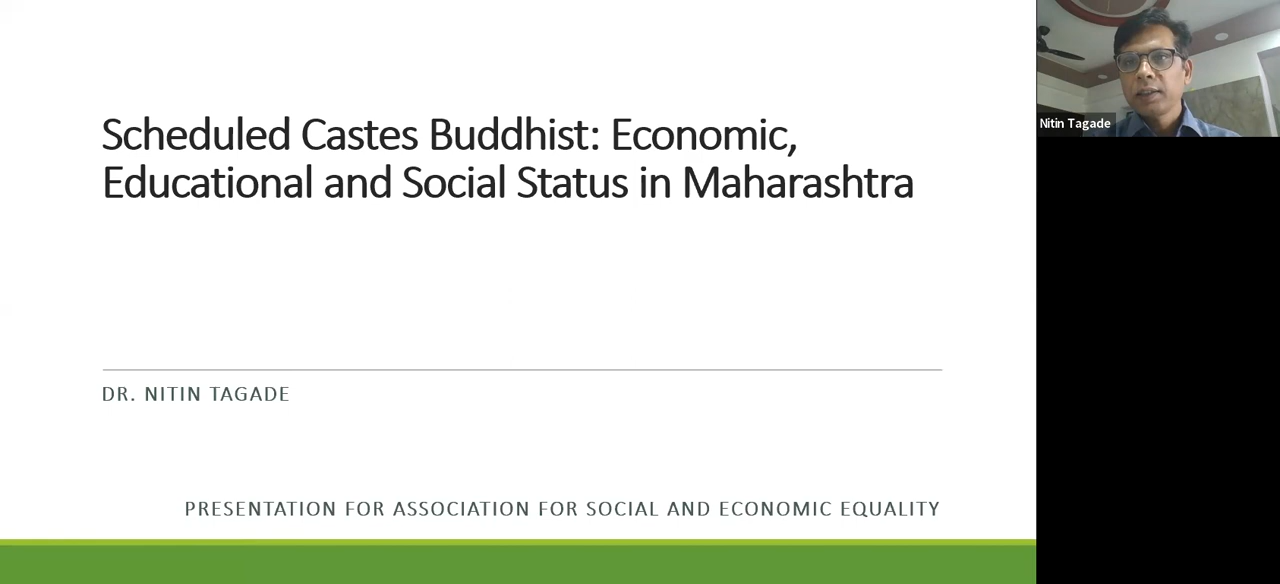 Scheduled Castes Buddhist: Economic,
Educational and Social Status in Maharashtra
DR. NITIN TAGADE
PRESENTATION FOR ASSOCIATION FOR SOCIAL AND ECONOMIC EQUALITY
Nitin Tagade